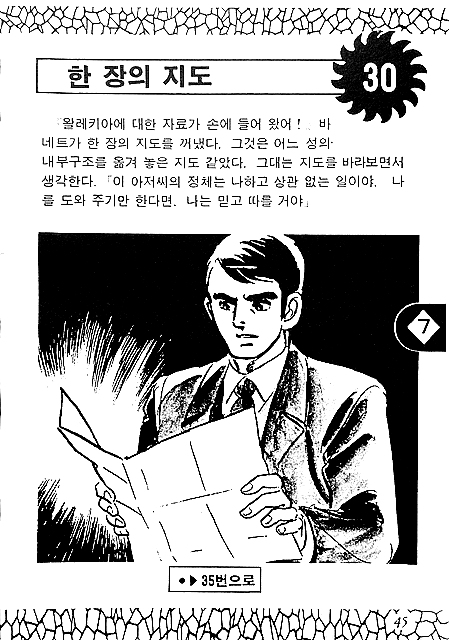 한 장의 지도
30
「왈레키아에 대한 자료가 손에 들어 왔어!」 바
네트가 한 장의 지도를 꺼냈다. 그것은 어느 성의
내부구조를 옮겨 놓은 지도 같았다. 그대는 지도를 바라보면서
생각한다. 「이 아저씨의 정체는 나하고 상관 없는 일이야. 나
를 도와 주기만 한다면. 나는 믿고 따를 거야」
7
●▶35번으로
45